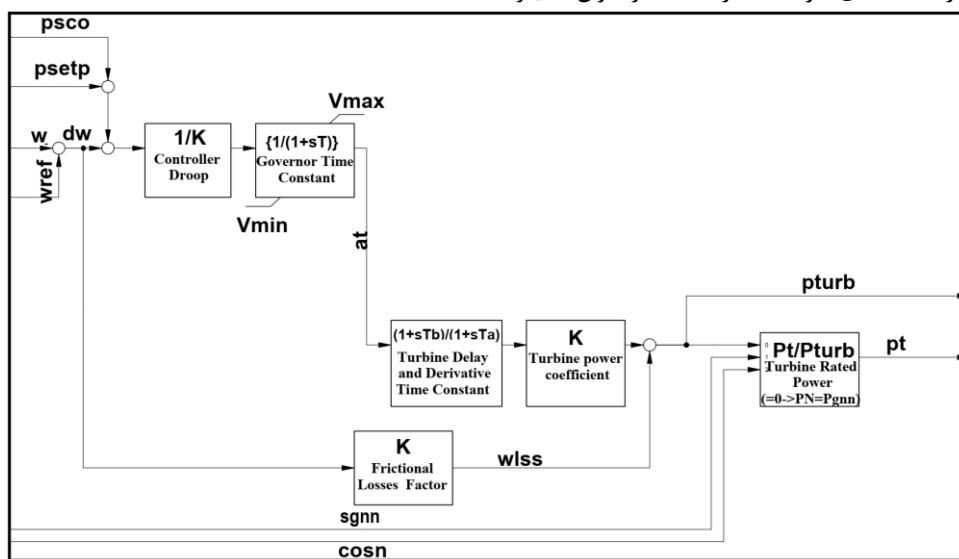 psco
psetp
w
dw
wref
1/K
Controller
Droop
Vmax
{1/(1+sT)}
Governor Time
Constant
Vmin
at
pturb
(1+sTb)/(1+sTa)
Turbine Delay
and Derivative
Time Constant
K
Turbine power
coefficient
0
1
Pt/Pturb
Turbine Rated
Power
(=0->PN=Pgnn)
pt
K
Frictional
Losses Factor
wlss
sgnn
cosn